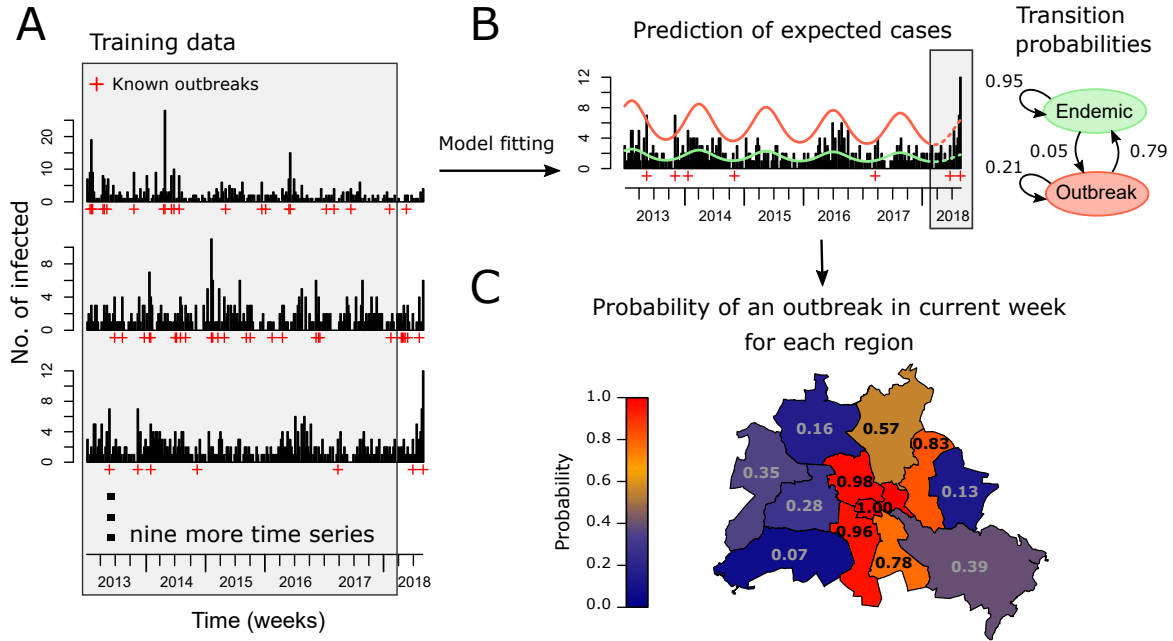 A
Training data
+ Known outbreaks
No. of infected
20
10
5
0
8
4
0
12
8
4
0
nine more time series
2013 2014 2015 2016 2017 2018
Time (weeks)
Model fitting
B
Prediction of expected cases
12
8
4
0
2013 2014 2015 2016 2017 2018
Transition
probabilities
0.95
Endemic
0.05 0.79
0.21
Outbreak
C
Probability of an outbreak in current week
for each region
Probability
1.0
0.8
0.6
0.4
0.2
0.0
0.16
0.57
0.83
0.35
0.98
0.13
0.28
1.00
0.96
0.07
0.78
0.39